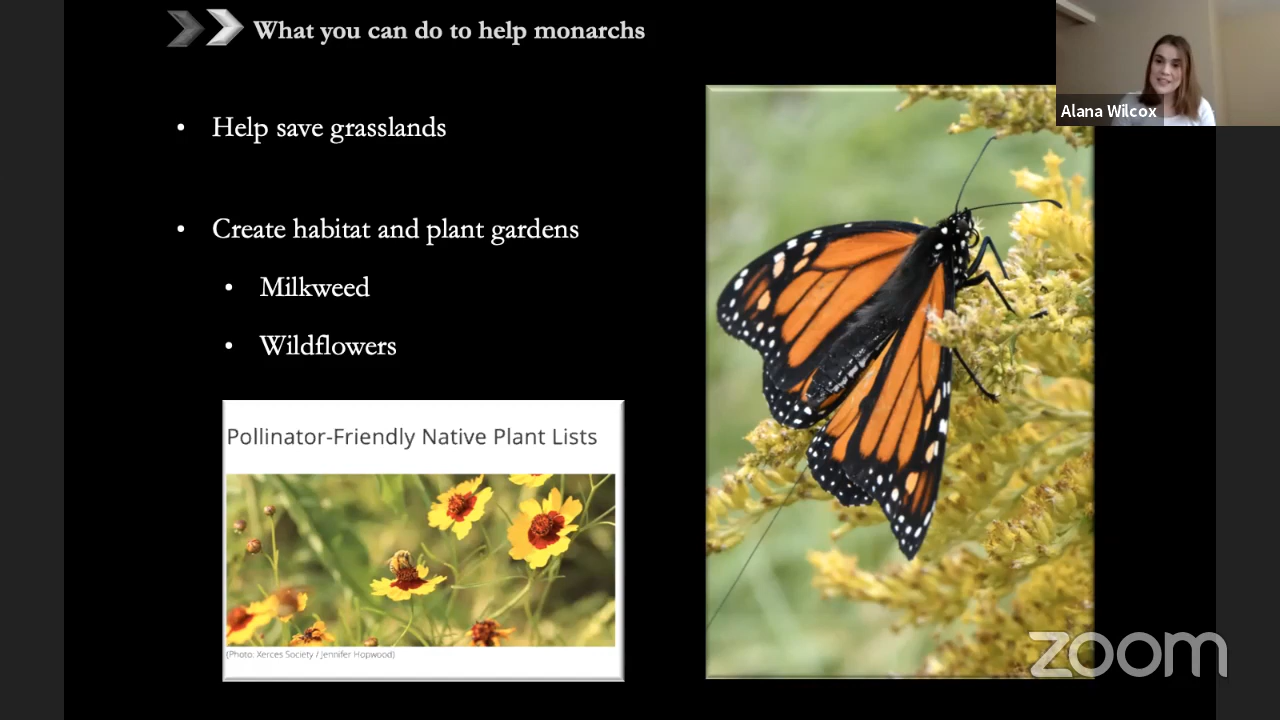 What you can do to help monarchs
Alana Wilcox
• Help save grasslands
• Create habitat and plant gardens
• Milkweed
• Wildflowers
Pollinator-Friendly Native Plant Lists
(Photo: Xerces Society / Jennifer Hopwood)
zoom